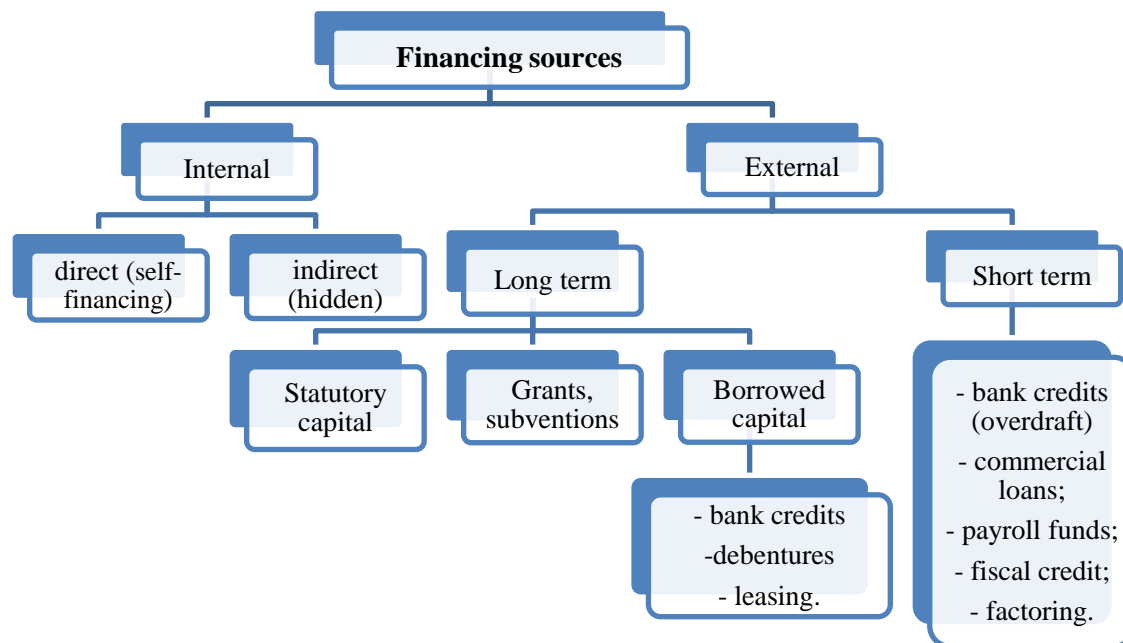 Financing sources
Internal
External
direct (self-
financing)
indirect
(hidden)
Long term
Short term
Statutory
capital
Grants,
subventions
Borrowed
capital
- bank credits
-debentures
- leasing.
- bank credits
(overdraft)
- commercial
loans;
- payroll funds;
- fiscal credit;
- factoring.